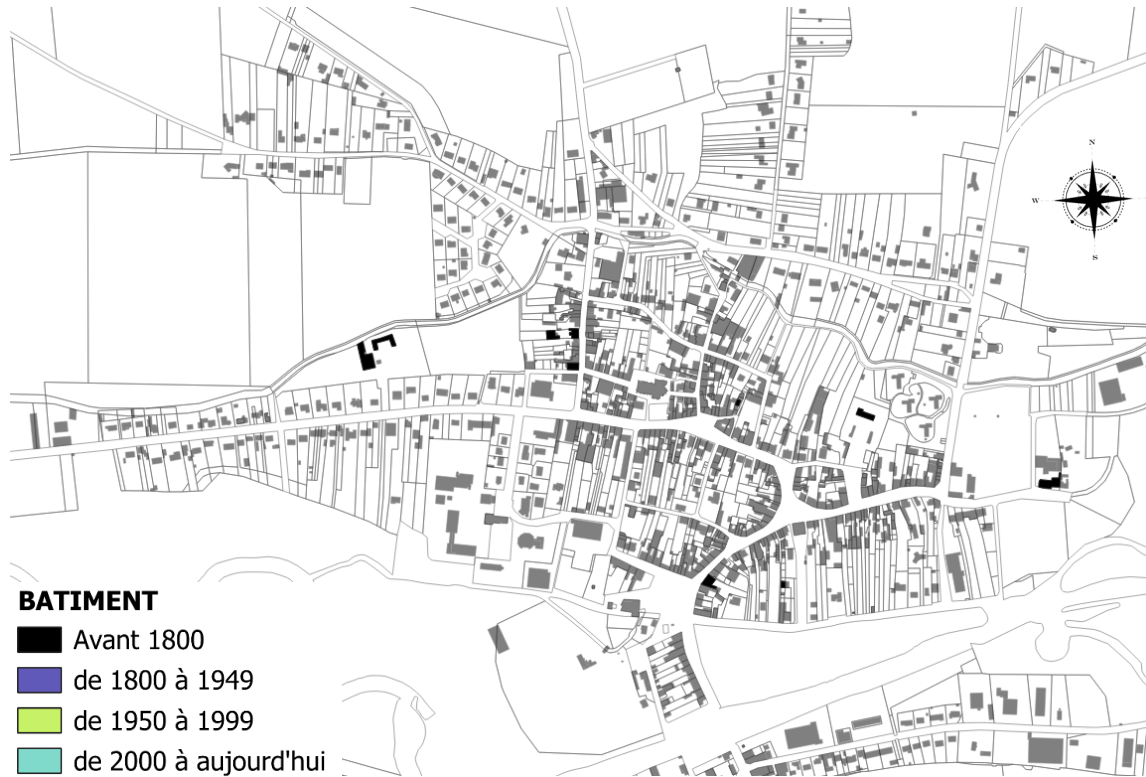 N
W
S
BATIMENT
Avant 1800
de 1800 à 1949
de 1950 à 1999
de 2000 à aujourd'hui